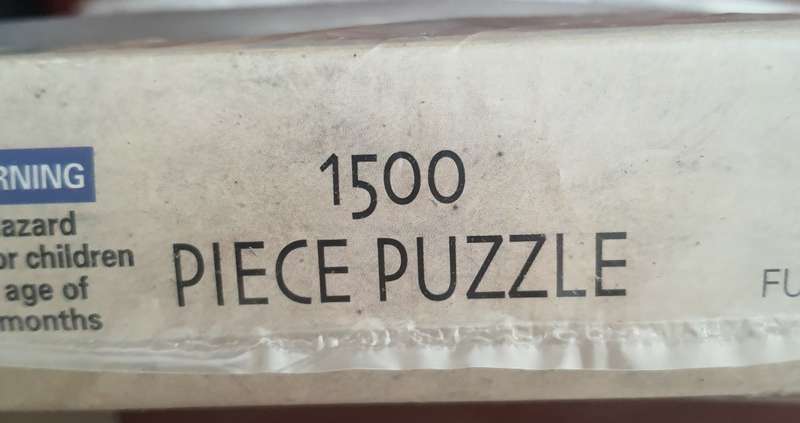 RNING
azard
or children
age of
months
1500
PIECE PUZZLE
FU